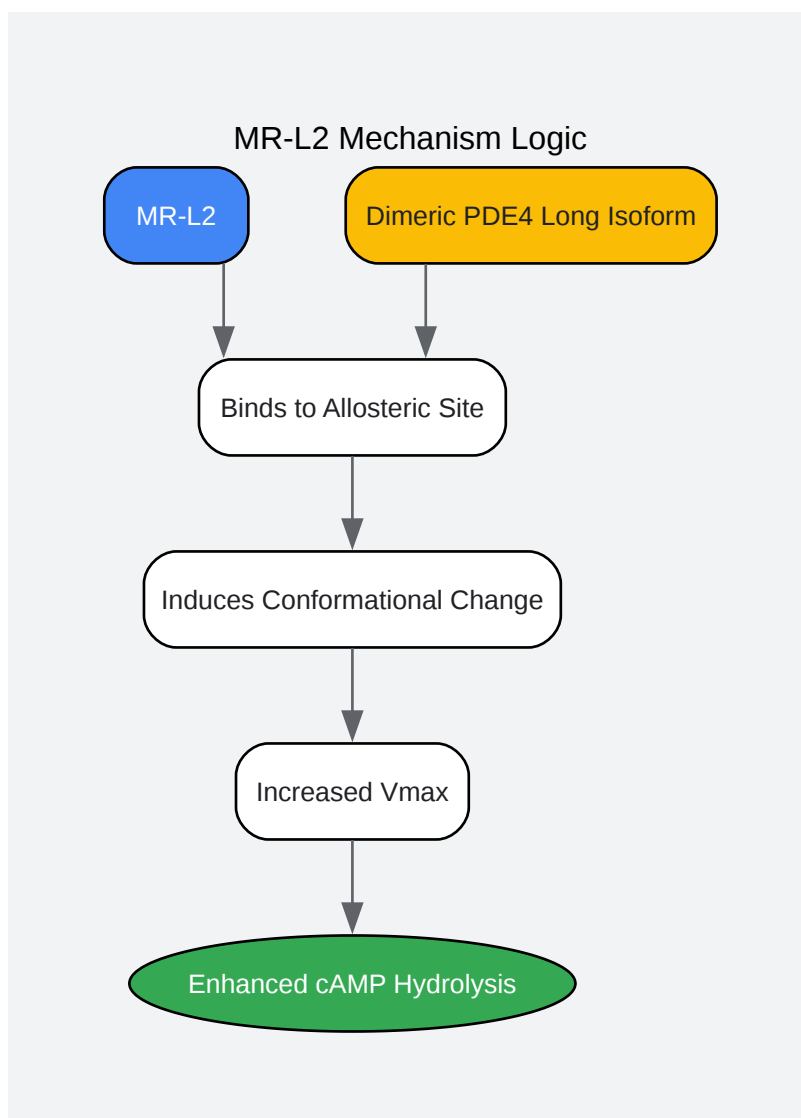 MR-L2 Mechanism Logic
MR-L2
Dimeric PDE4 Long Isoform
Binds to Allosteric Site
Induces Conformational Change
Increased Vmax
Enhanced cAMP Hydrolysis